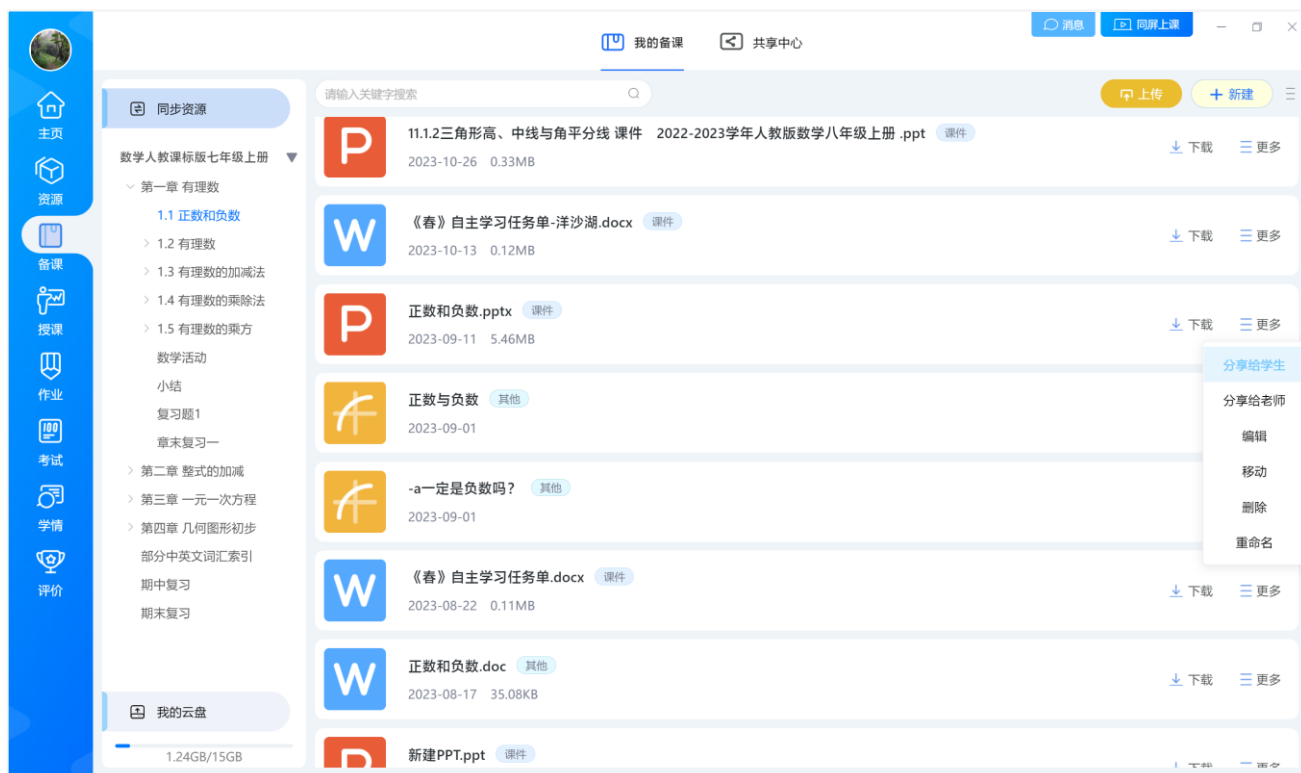 消息
同屏上课
我的备课
共享中心
主页
资源
备课
授课
作业
考试
学情
评价
同步资源
数学人教课标版七年级上册
第一章 有理数
1.1 正数和负数
1.2 有理数
1.3 有理数的加减法
1.4 有理数的乘除法
1.5 有理数的乘方
数学活动
小结
复习题1
章末复习一
第二章 整式的加减
第三章 一元一次方程
第四章 几何图形初步
部分中英文词汇索引
期中复习
期末复习
我的云盘
1.24GB/15GB
请输入关键字搜索
上传
新建
11.1.2三角形高、中线与角平分线 课件 2022-2023学年人教版数学八年级上册 .ppt 课件
2023-10-26 0.33MB
下载 更多
《春》自主学习任务单-洋沙湖.docx 课件
2023-10-13 0.12MB
下载 更多
正数和负数.pptx 课件
2023-09-11 5.46MB
下载 更多
分享给学生
分享给老师
编辑
移动
删除
重命名
正数与负数 其他
2023-09-01
-a一定是负数吗？ 其他
2023-09-01
《春》自主学习任务单.docx 课件
2023-08-22 0.11MB
下载 更多
正数和负数.doc 其他
2023-08-17 35.08KB
下载 更多
新建PPT.ppt 课件
下载 更多